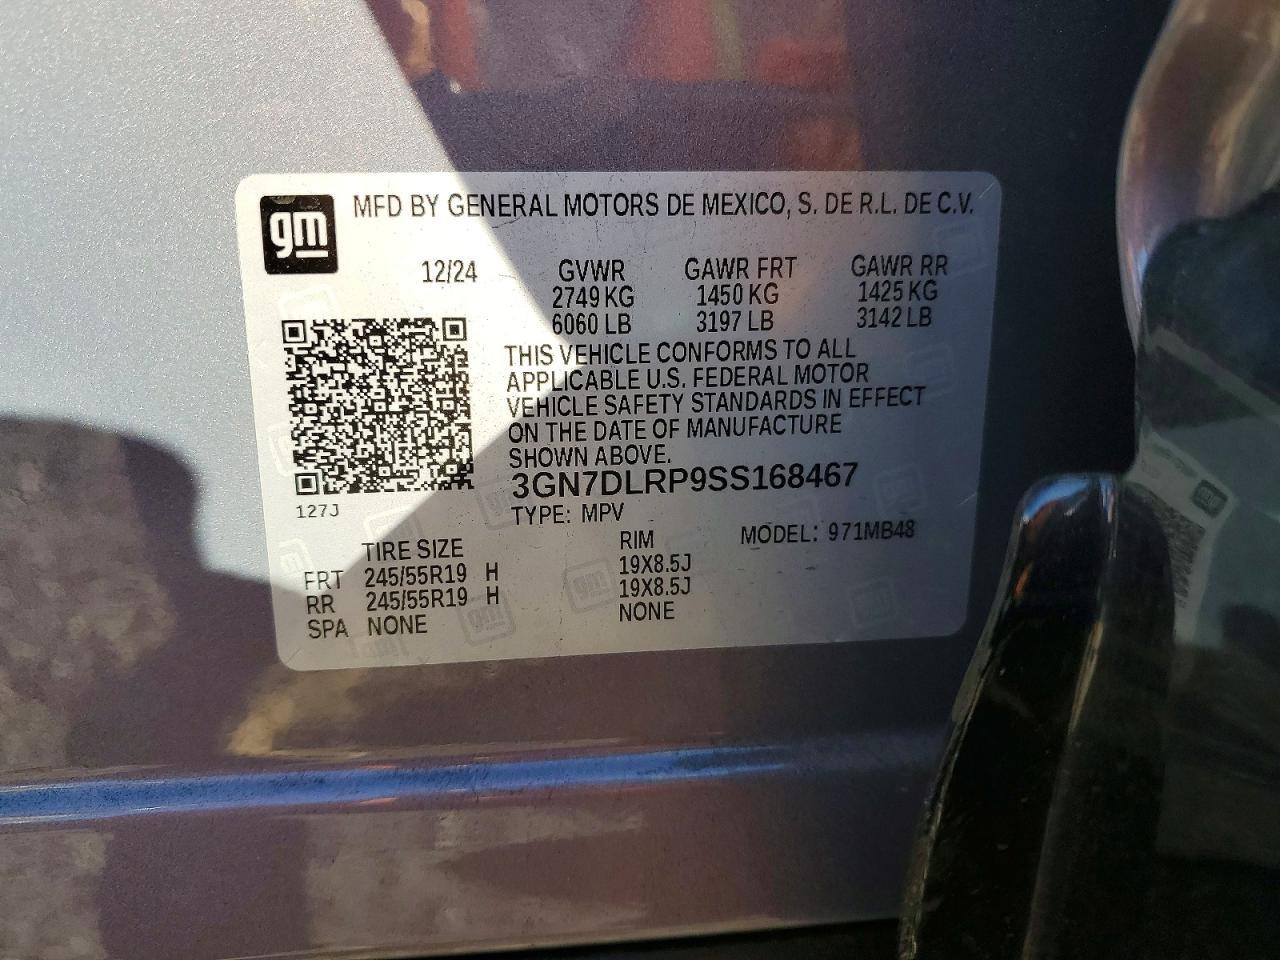 gm
MFD BY GENERAL MOTORS DE MEXICO, S. DE R.L. DE C.V.
12/24 GVWR GAWR FRT GAWR RR
2749 KG 1450 KG 1425 KG
6060 LB 3197 LB 3142 LB
THIS VEHICLE CONFORMS TO ALL
APPLICABLE U.S. FEDERAL MOTOR
VEHICLE SAFETY STANDARDS IN EFFECT
ON THE DATE OF MANUFACTURE
SHOWN ABOVE.
3GN7DLRP9SS168467
127J
TYPE: MPV MODEL: 971MB48
TIRE SIZE RIM
FRT 245/55R19 H 19X8.5J
RR 245/55R19 H 19X8.5J
SPA NONE NONE